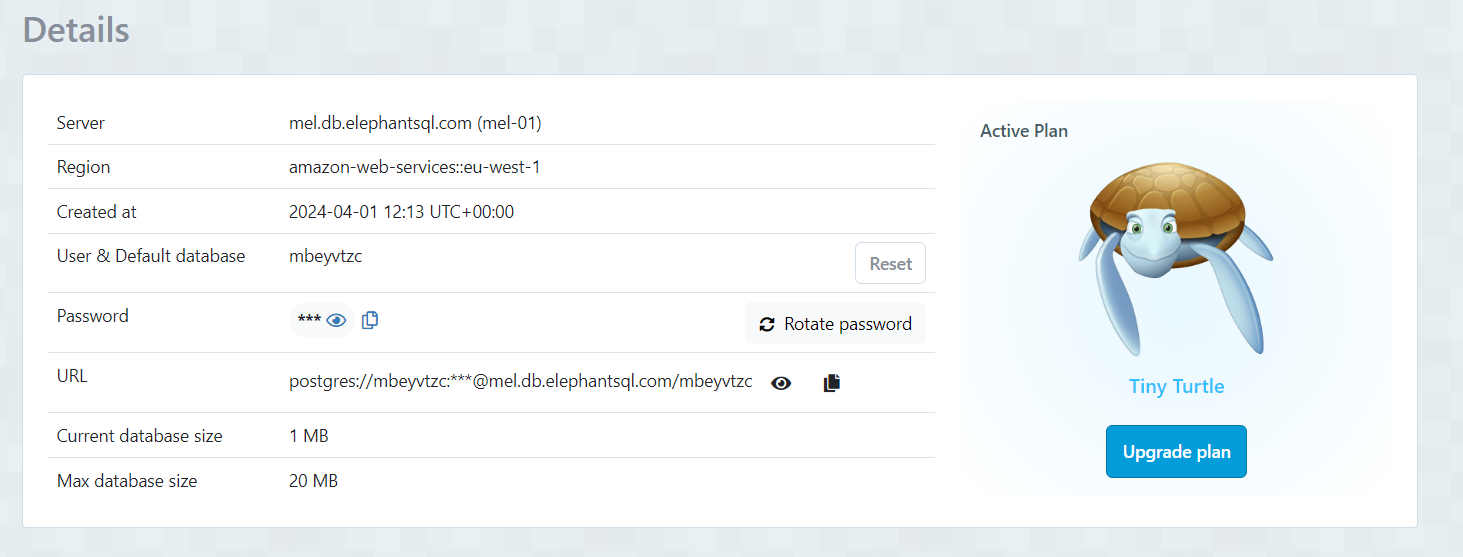 Details
Server mel.db.elephantsql.com (mel-01)
Region amazon-web-services::eu-west-1
Created at 2024-04-01 12:13 UTC+00:00
User & Default database mbeyvtzc Reset
Password *** Rotate password
URL postgres://mbeyvtzc:***@mel.db.elephantsql.com/mbeyvtzc
Current database size 1 MB
Max database size 20 MB
Active Plan
Tiny Turtle
Upgrade plan